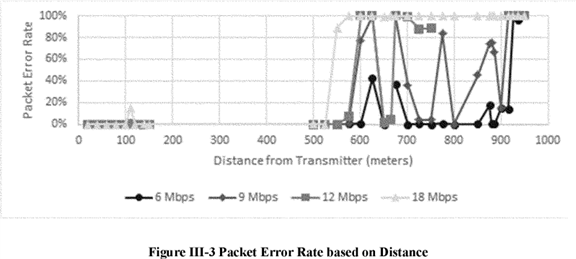 100%
80%
60%
40%
20%
0%
Packet Error Rate
0 100 200 300 400 500 600 700 800 900 1000
Distance from Transmitter (meters)
6 Mbps 9 Mbps 12 Mbps 18 Mbps
Figure III-3 Packet Error Rate based on Distance